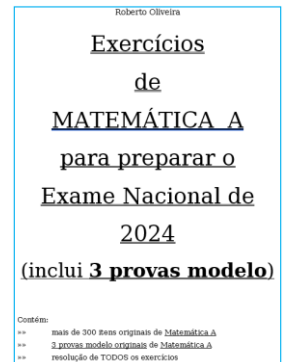 Roberto Oliveira
Exercícios
de
MATEMÁTICA A
para preparar o
Exame Nacional de
2024
(inclui 3 provas modelo)
Contém:
»» mais de 300 itens originais de Matemática A
»» 3 provas modelo originais de Matemática A
»» resolução de TODOS os exercícios